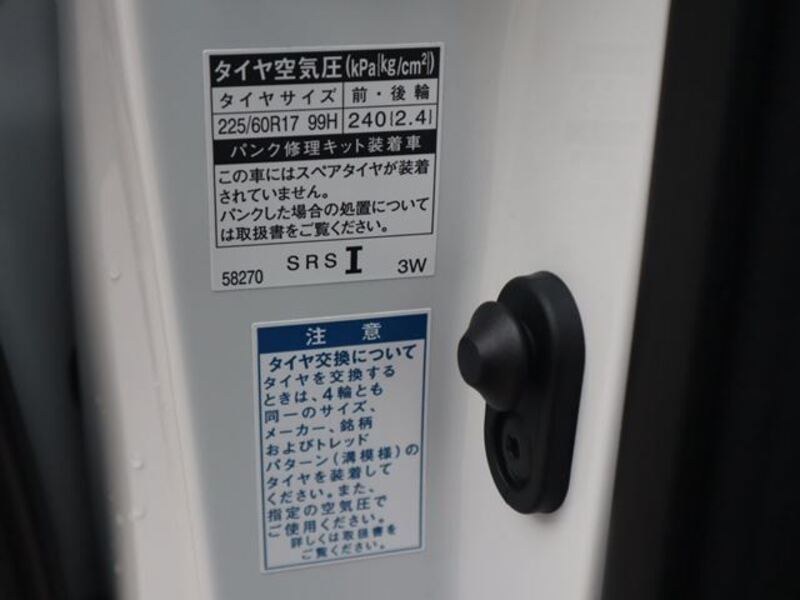 タイヤ空気圧(kPa{kg/cm²})
タイヤサイズ 前・後輪
225/60R17 99H 240{2.4}
パンク修理キット装着車
この車にはスペアタイヤが装着
されていません。
パンクした場合の処置について
は取扱書をご覧ください。
58270 SRS I 3W
注 意
タイヤ交換について
タイヤを交換する
ときは、4輪とも
同一のサイズ、
メーカー、銘柄
およびトレッド
パターン(溝模様)の
タイヤを装着して
ください。また、
指定の空気圧で
ご使用ください。
詳しくは取扱書を
ご覧ください。